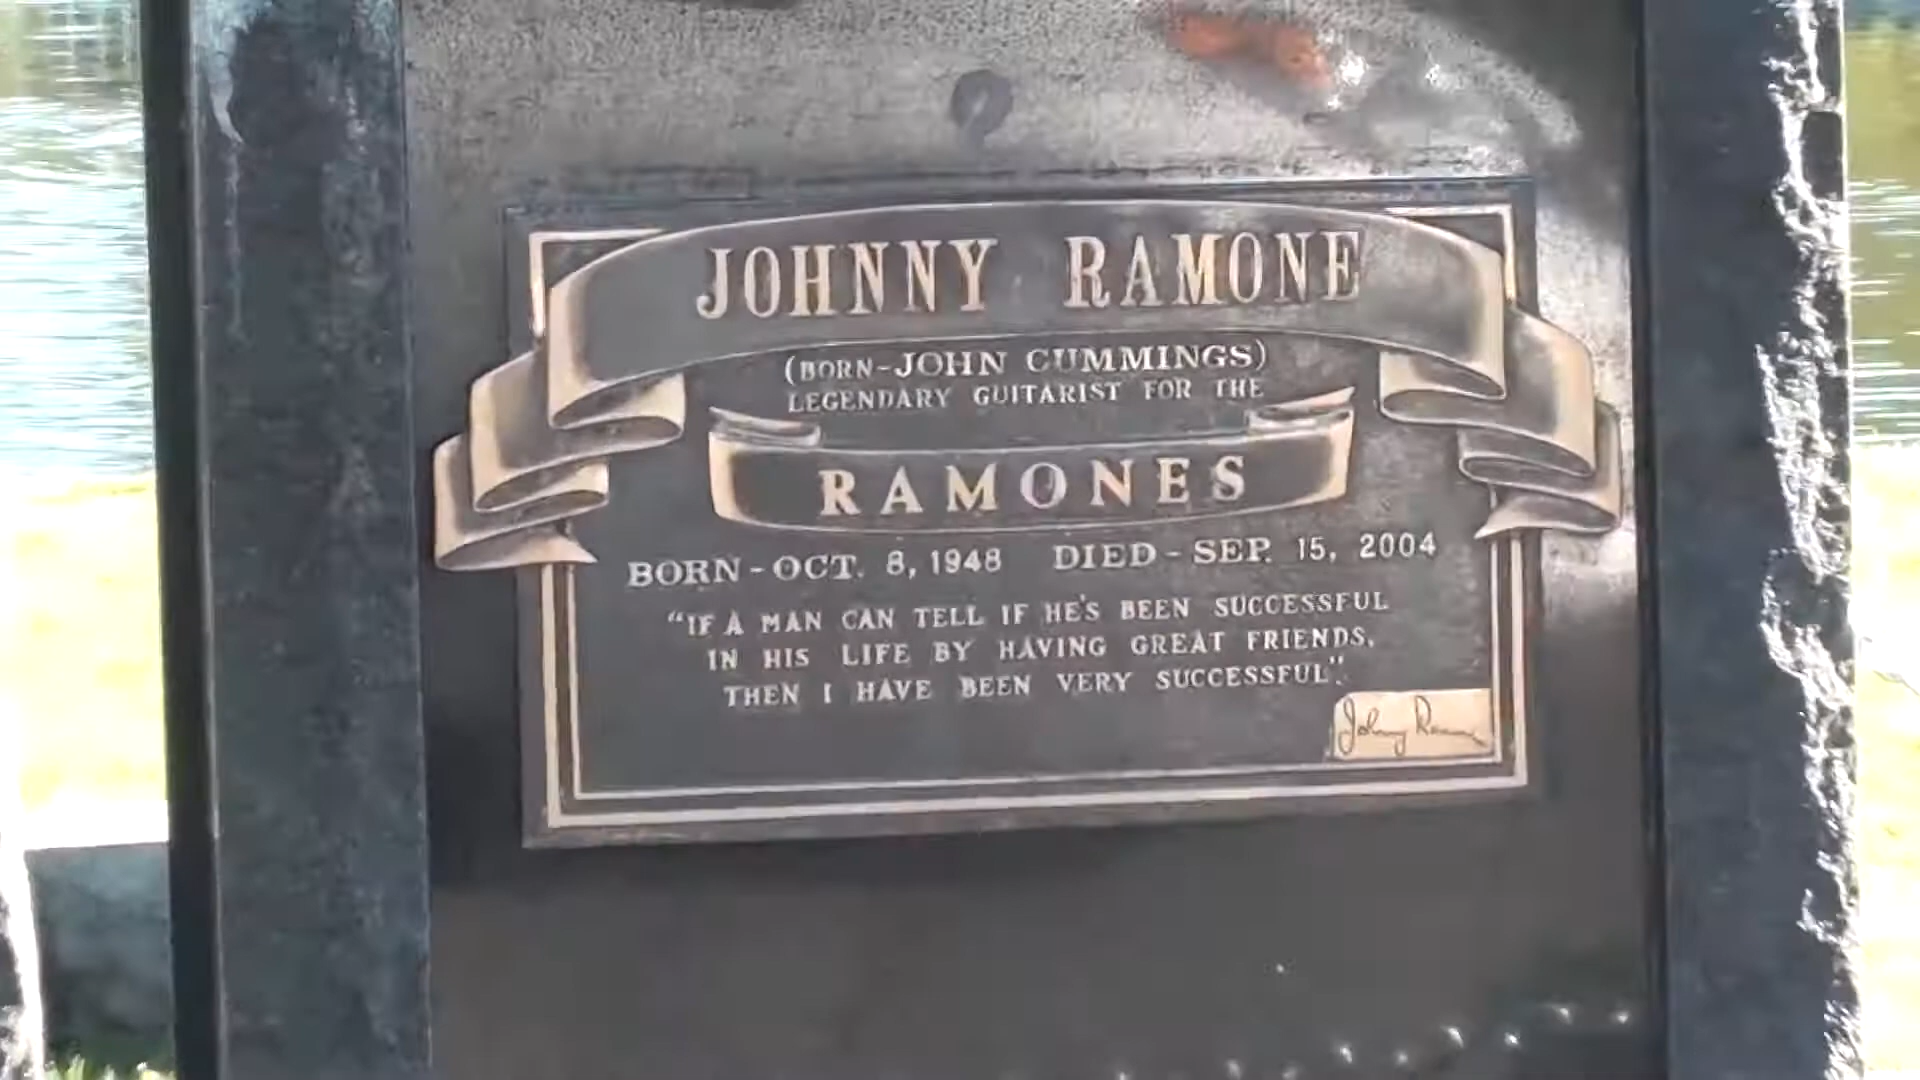 JOHNNY RAMONE
(BORN-JOHN CUMMINGS)
LEGENDARY GUITARIST FOR THE
RAMONES
BORN-OCT. 8, 1948 DIED-SEP. 15, 2004
"IF A MAN CAN TELL IF HE'S BEEN SUCCESSFUL
IN HIS LIFE BY HAVING GREAT FRIENDS,
THEN I HAVE BEEN VERY SUCCESSFUL".
Johnny Ramone